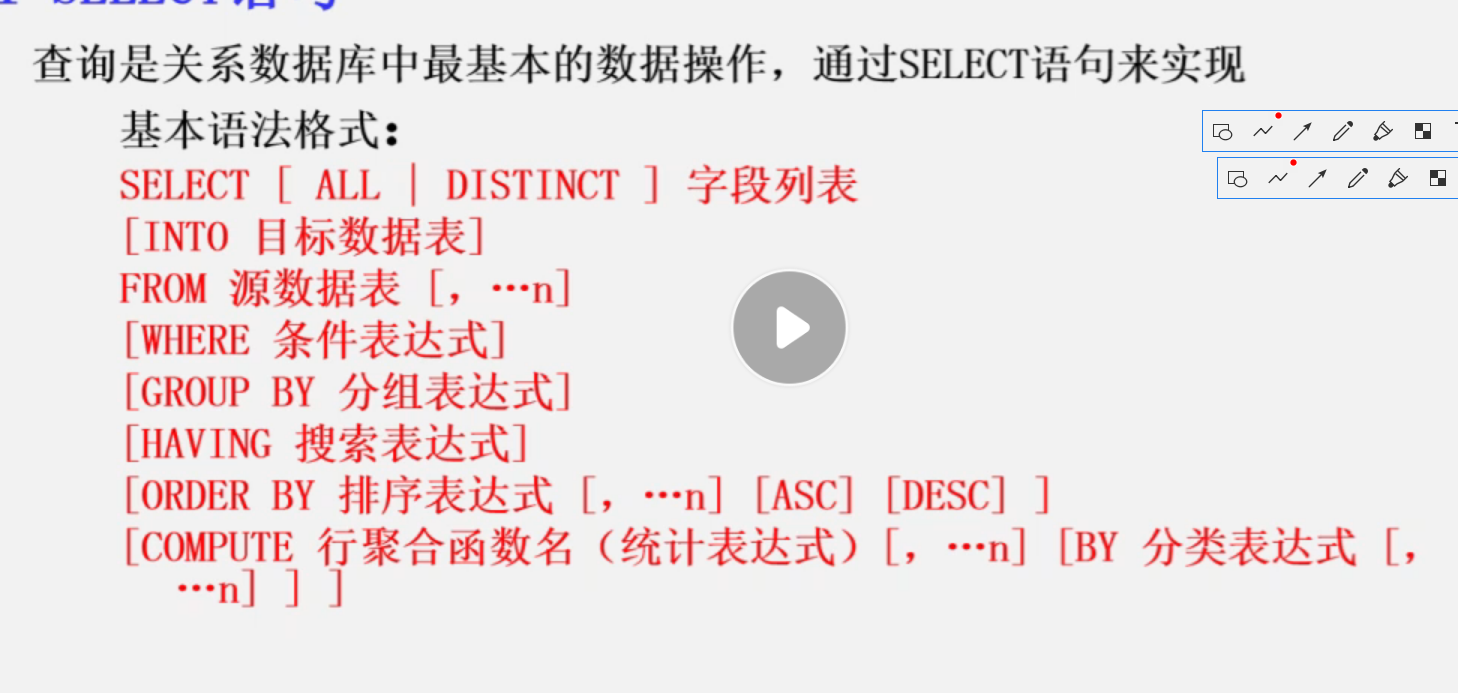 SELECT语句
查询是关系数据库中最基本的数据操作，通过SELECT语句来实现
基本语法格式：
SELECT [ ALL | DISTINCT ] 字段列表
[INTO 目标数据表]
FROM 源数据表 [，…n]
[WHERE 条件表达式]
[GROUP BY 分组表达式]
[HAVING 搜索表达式]
[ORDER BY 排序表达式 [，…n] [ASC] [DESC] ]
[COMPUTE 行聚合函数名（统计表达式）[，…n] [BY 分类表达式 [，
…n] ] ]